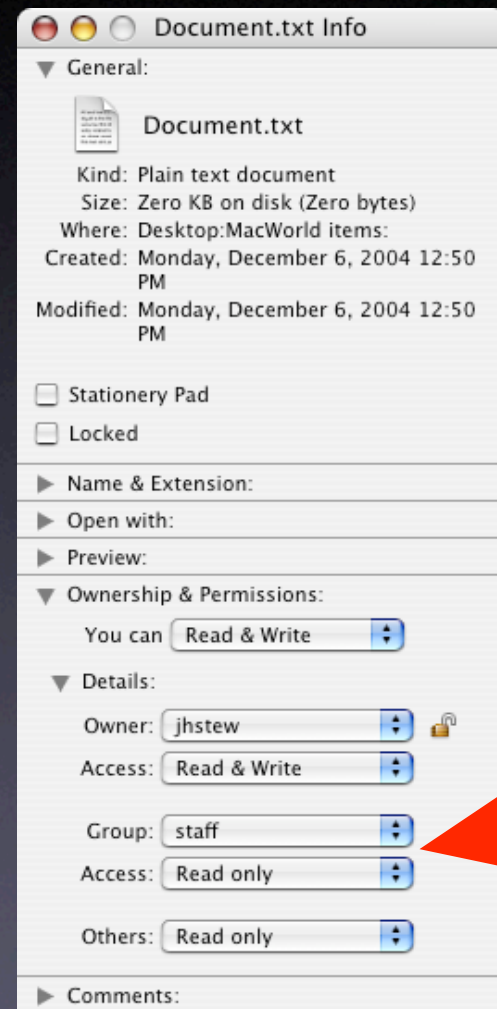 Document.txt Info
General:
Document.txt
Kind: Plain text document
Size: Zero KB on disk (Zero bytes)
Where: Desktop:MacWorld items:
Created: Monday, December 6, 2004 12:50
PM
Modified: Monday, December 6, 2004 12:50
PM
Stationery Pad
Locked
Name & Extension:
Open with:
Preview:
Ownership & Permissions:
You can Read & Write
Details:
Owner: jhstew
Access: Read & Write
Group: staff
Access: Read only
Others: Read only
Comments: